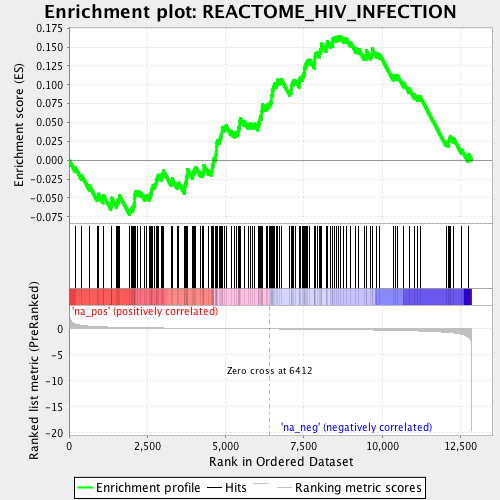 Enrichment plot: REACTOME_HIV_INFECTION
Enrichment score (ES)
0.175
0.150
0.125
0.100
0.075
0.050
0.025
0.000
-0.025
-0.050
-0.075
'na_pos' (positively correlated)
Ranked list metric (PreRanked)
0
-5
-10
-15
-20
Zero cross at 6412
'na_neg' (negatively correlated)
0 2,500 5,000 7,500 10,000 12,500
Rank in Ordered Dataset
Enrichment profile Hits Ranking metric scores